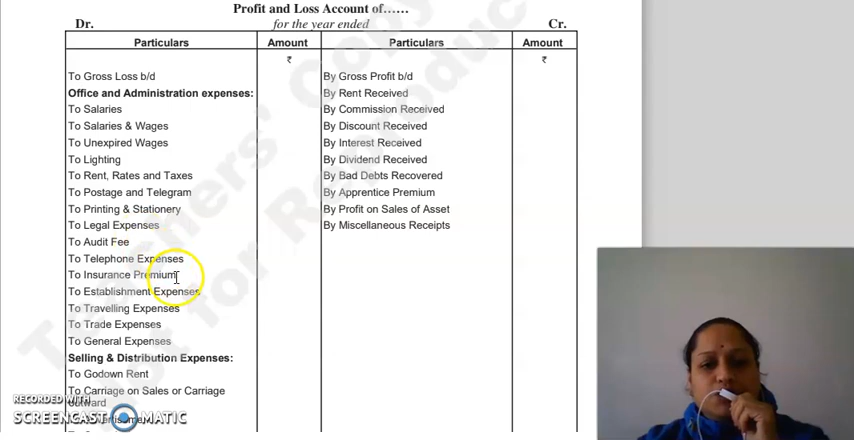 Profit and Loss Account of……
Dr. for the year ended Cr.
Particulars Amount Particulars Amount
₹ ₹
To Gross Loss b/d By Gross Profit b/d
Office and Administration expenses: By Rent Received
To Salaries By Commission Received
To Salaries & Wages By Discount Received
To Unexpired Wages By Interest Received
To Lighting By Dividend Received
To Rent, Rates and Taxes By Bad Debts Recovered
To Postage and Telegram By Apprentice Premium
To Printing & Stationery By Profit on Sales of Asset
To Legal Expenses By Miscellaneous Receipts
To Audit Fee
To Telephone Expenses
To Insurance Premium
To Establishment Expenses
To Travelling Expenses
To Trade Expenses
To General Expenses
Selling & Distribution Expenses:
To Godown Rent
To Carriage on Sales or Carriage
outward
RECORDED WITH
SCREENCAST MATIC
Teachers' Copy
Not for Reproduc